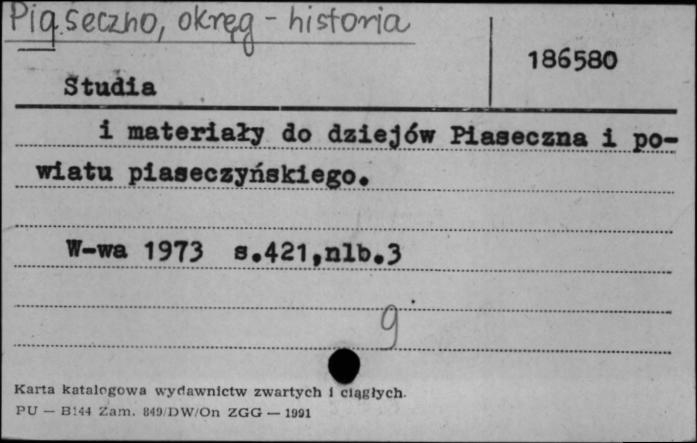 Piaseczno, okręg - historia
186580
Studia
i materiały do dziejów Piaseczna i po-
wiatu piaseczyńskiego.
W-wa 1973 s.421,nlb.3
g
Karta katalogowa wydawnictw zwartych i ciągłych.
PU — B144 Zam. 849/DW/On ZGG — 1991